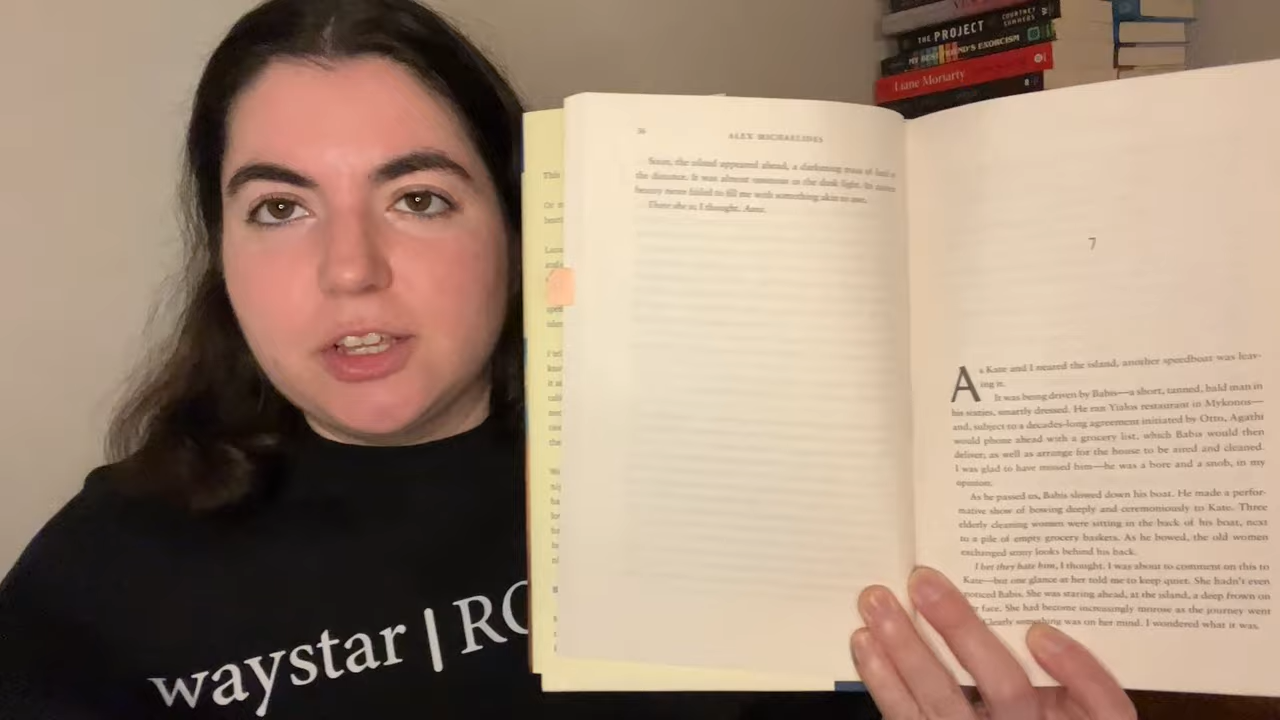 THE PROJECT
COURTNEY SUMMERS
MY BEST FRIEND'S EXORCISM
Liane Moriarty
36
ALEX MICHAELIDES
Soon, the island appeared ahead, a darkening mass of land
the distance. It was almost ominous in the dusk light. Its
beauty never failed to fill me with something akin to awe.
There she is, I thought. Aura.
This
7
As Kate and I neared the island, another speedboat was leav-
ing it.
It was being driven by Babis—a short, tanned, bald man in
his sixties, smartly dressed. He ran Yialos restaurant in Mykonos—
and, subject to a decades-long agreement initiated by Otto, Agathi
would phone ahead with a grocery list, which Babis would then
deliver; as well as arrange for the house to be aired and cleaned.
I was glad to have missed him—he was a bore and a snob, in my
opinion.
As he passed us, Babis slowed down his boat. He made a perfor-
mative show of bowing deeply and ceremoniously to Kate. Three
elderly cleaning women were sitting in the back of his boat, next
to a pile of empty grocery baskets. As he bowed, the old women
exchanged stony looks behind his back.
I bet they hate him, I thought. I was about to comment on this to
Kate—but one glance at her told me to keep quiet. She hadn't even
noticed Babis. She was staring ahead, at the island, a deep frown on
face. She had become increasingly morose as the journey went
Clearly something was on her mind. I wondered what it was.
waystar | RO